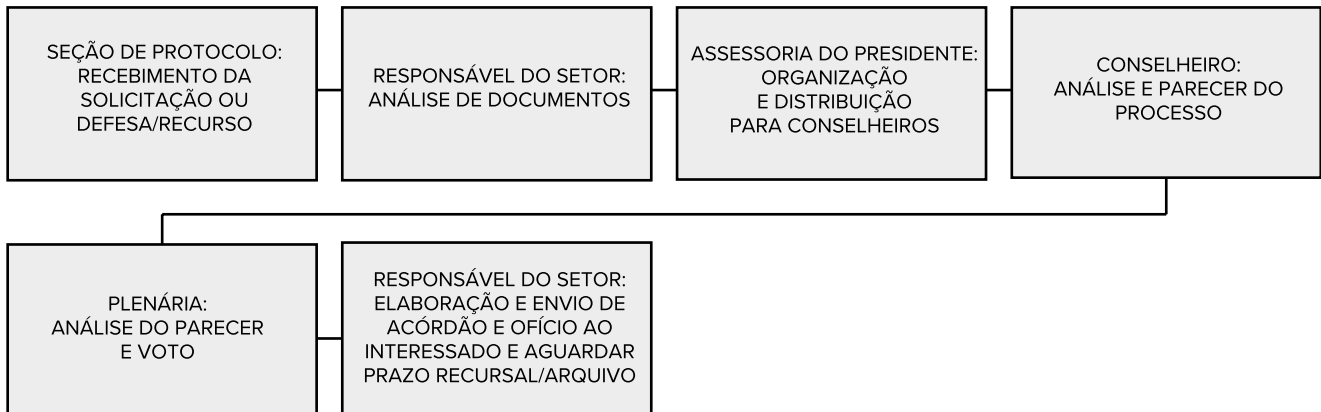 SEÇÃO DE PROTOCOLO:
RECEBIMENTO DA
SOLICITAÇÃO OU
DEFESA/RECURSO
RESPONSÁVEL DO SETOR:
ANÁLISE DE DOCUMENTOS
ASSESSORIA DO PRESIDENTE:
ORGANIZAÇÃO
E DISTRIBUIÇÃO
PARA CONSELHEIROS
CONSELHEIRO:
ANÁLISE E PARECER DO
PROCESSO
PLENÁRIA:
ANÁLISE DO PARECER
E VOTO
RESPONSÁVEL DO SETOR:
ELABORAÇÃO E ENVIO DE
ACÓRDÃO E OFÍCIO AO
INTERESSADO E AGUARDAR
PRAZO RECURSAL/ARQUIVO